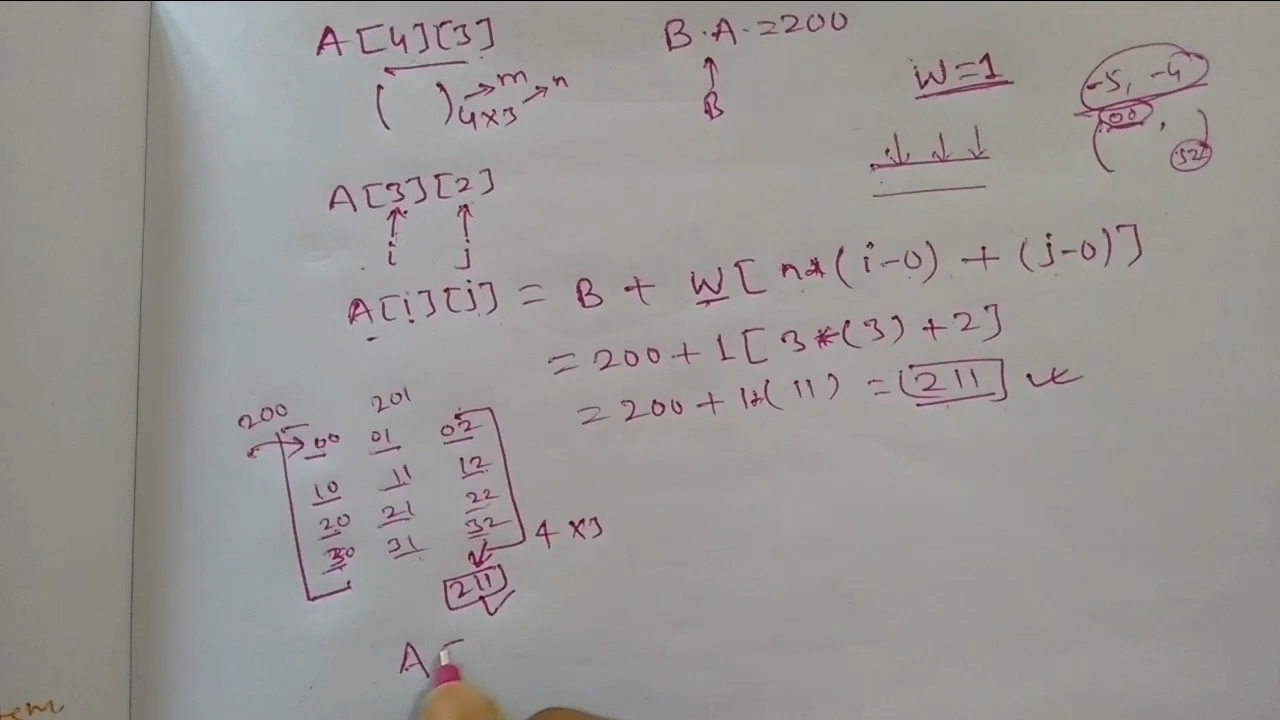 A[4][3] B.A.=200
( ) 4×3 → m → n
B
W=1
-5, -4
00 ,
32
A[3][2]
i j
A[i][j] = B + W[n*(i-0) + (j-0)]
= 200 + 1[3*(3)+2]
= 200 + 1*(11) = 211
200 201
00 01 02
10 11 12
20 21 22
30 31 32
4×3
211
A[